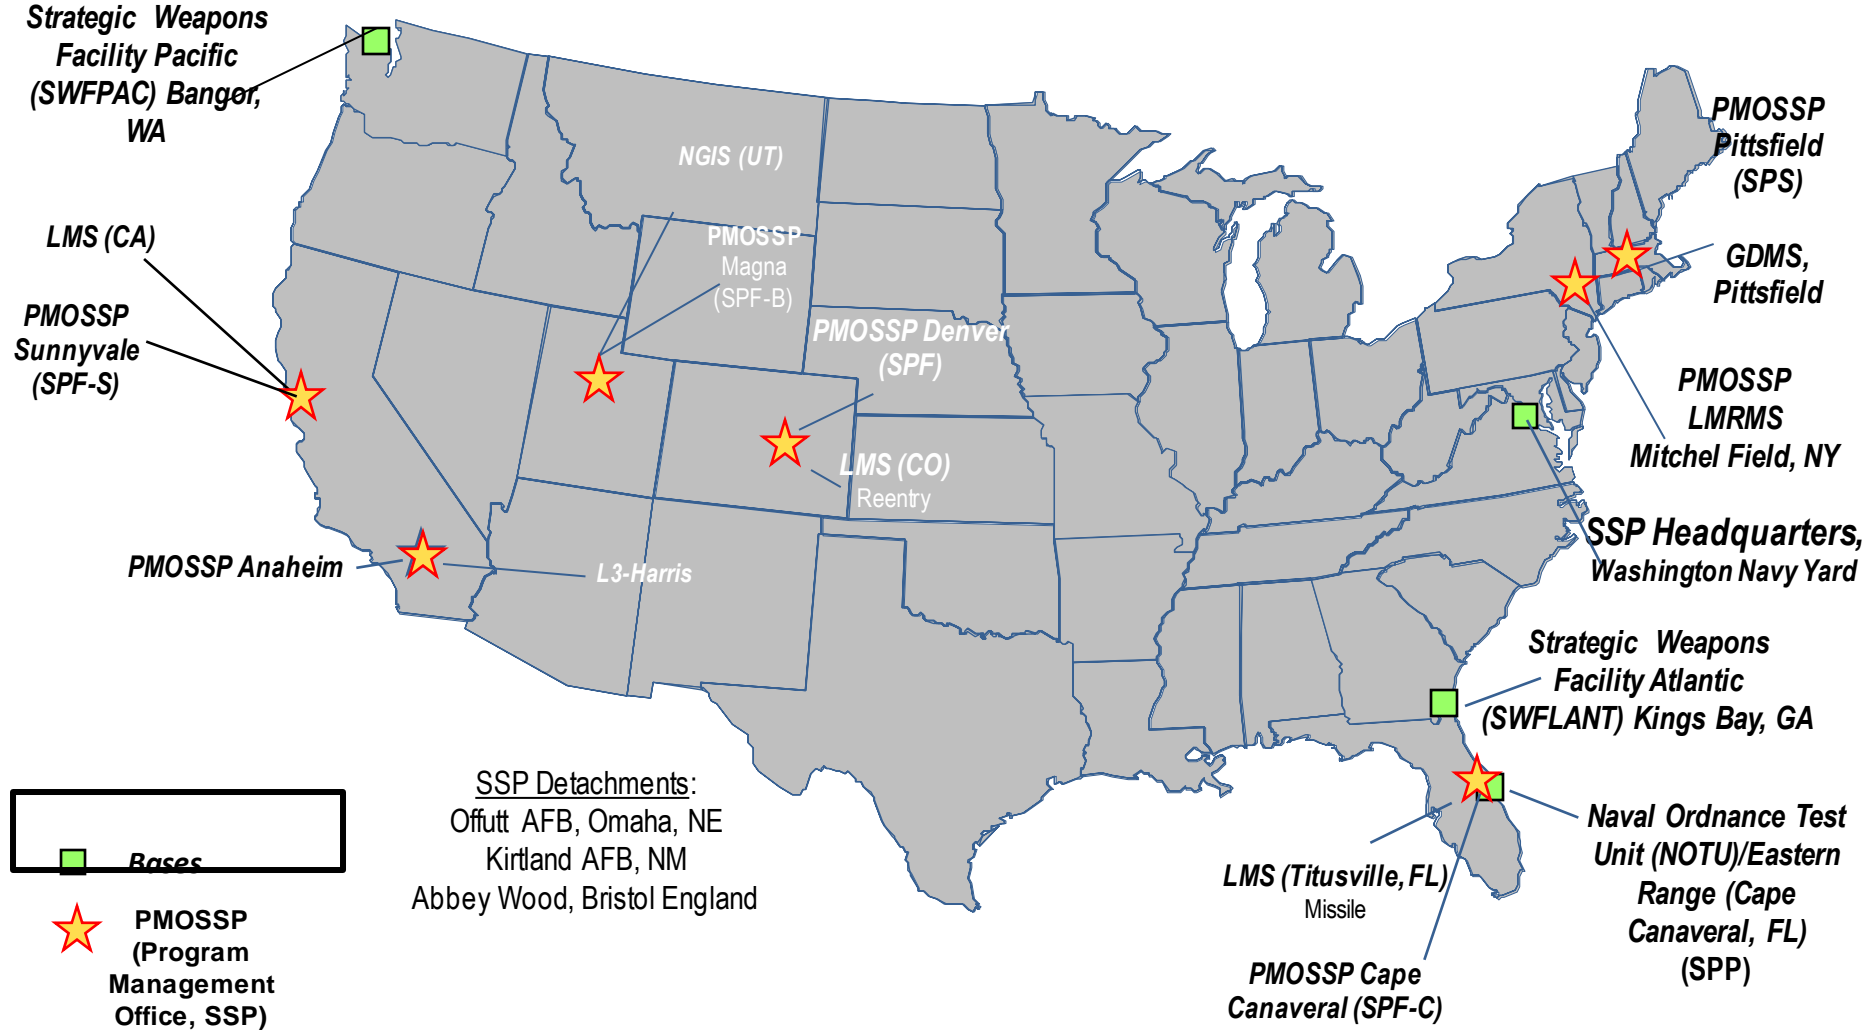 Strategic Weapons
Facility Pacific
(SWFPAC) Bangor,
WA
NGIS (UT)
PMOSSP
Magna
(SPF-B)
PMOSSP
Pittsfield
(SPS)
LMS (CA)
GDMS,
Pittsfield
PMOSSP
Sunnyvale
(SPF-S)
PMOSSP Denver
(SPF)
PMOSSP
LMRMS
Mitchel Field, NY
LMS (CO)
Reentry
SSP Headquarters,
Washington Navy Yard
PMOSSP Anaheim
L3-Harris
Strategic Weapons
Facility Atlantic
(SWFLANT) Kings Bay, GA
SSP Detachments:
Offutt AFB, Omaha, NE
Kirtland AFB, NM
Abbey Wood, Bristol England
Naval Ordnance Test
Unit (NOTU)/Eastern
Range (Cape
Canaveral, FL)
(SPP)
LMS (Titusville, FL)
Missile
PMOSSP Cape
Canaveral (SPF-C)
Bases
PMOSSP
(Program
Management
Office, SSP)